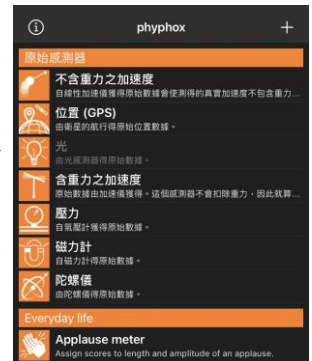 phyphox
原始感測器
不含重力之加速度
自線性加速儀獲得原始數據會使測得的真實加速度不包含重力...
位置 (GPS)
由衛星的航行得原始位置數據。
光
由光感測器得原始數據。
含重力之加速度
原始數據由加速儀獲得。這個感測器不會扣除重力，因此就算...
壓力
自氣壓計獲得原始數據。
磁力計
自磁力計得原始數據。
陀螺儀
由陀螺儀得原始數據。
Everyday life
Applause meter
Assign scores to length and amplitude of an applause.